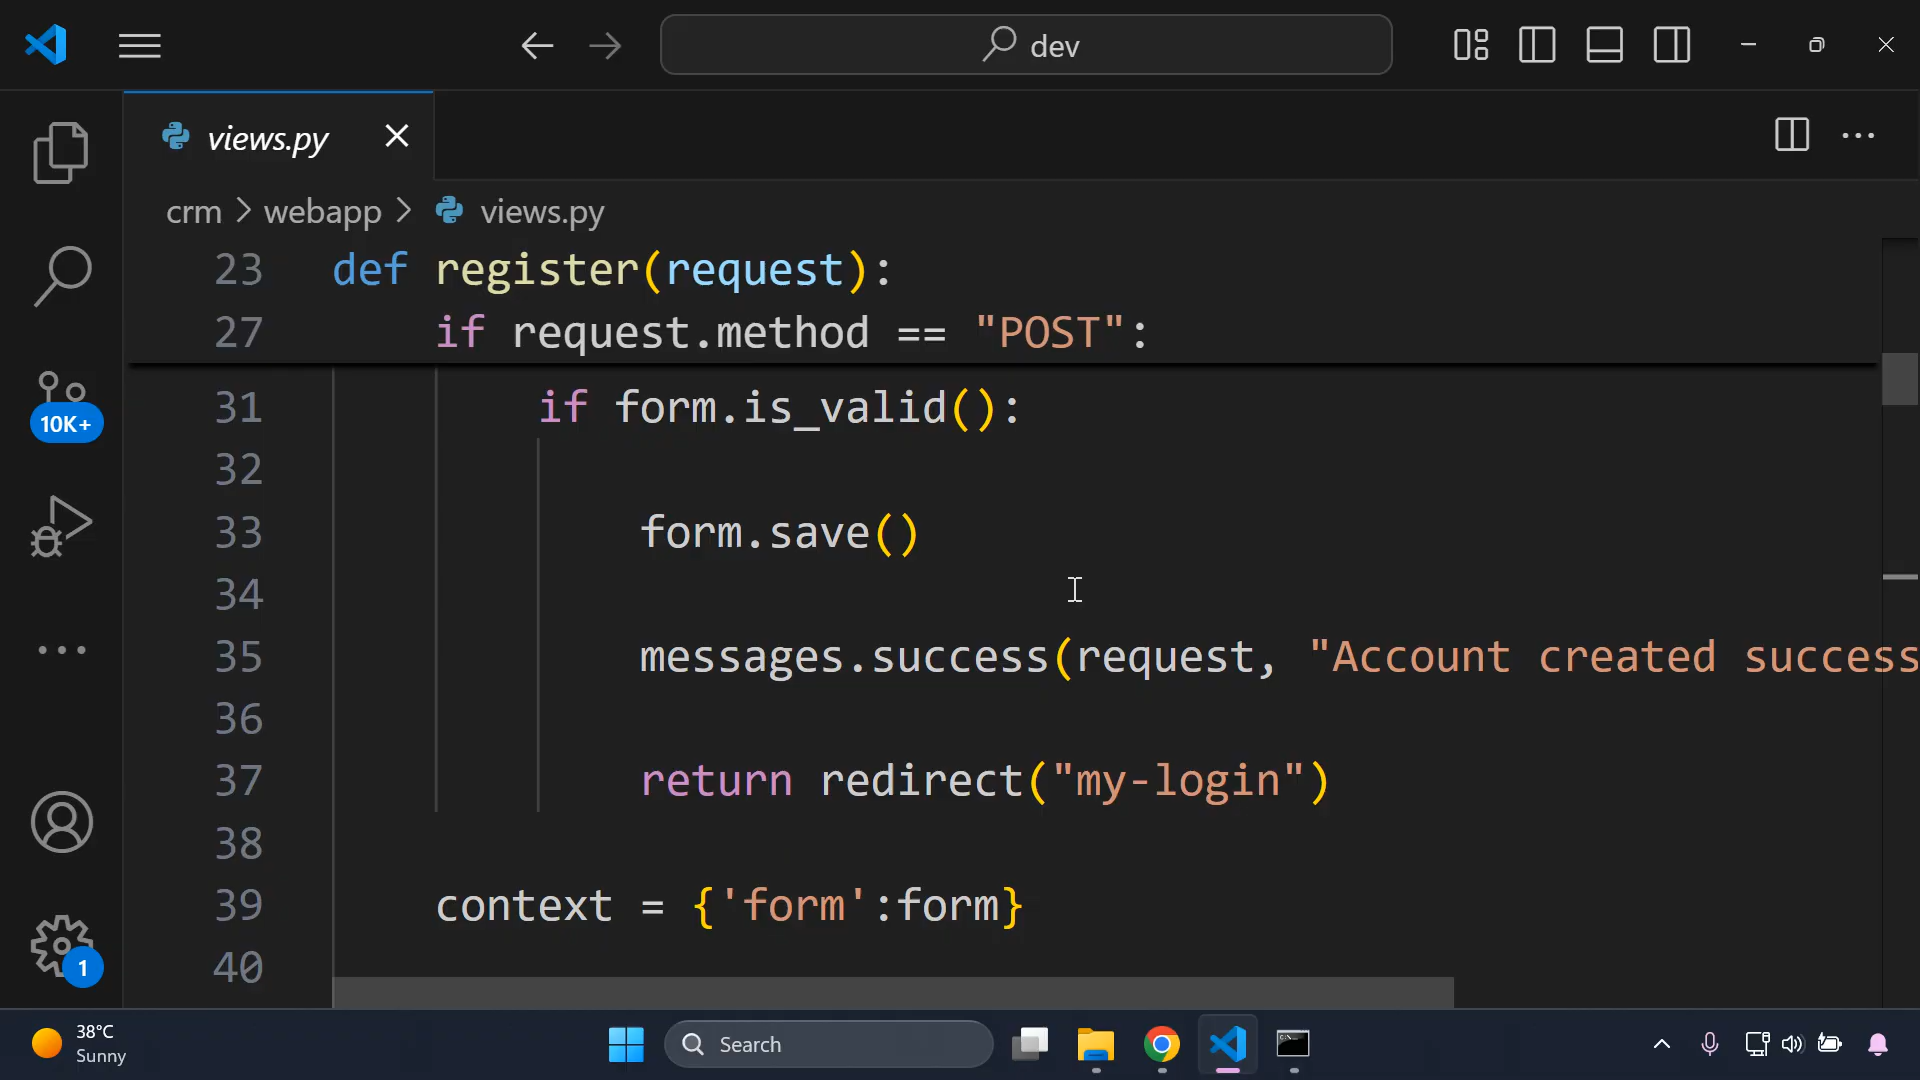 dev
views.py
crm > webapp > views.py
23 def register(request):
27 if request.method == "POST":
31 if form.is_valid():
32
33 form.save()
34
35 messages.success(request, "Account created success
36
37 return redirect("my-login")
38
39 context = {'form':form}
40
10K+
1
38°C
Sunny
Search